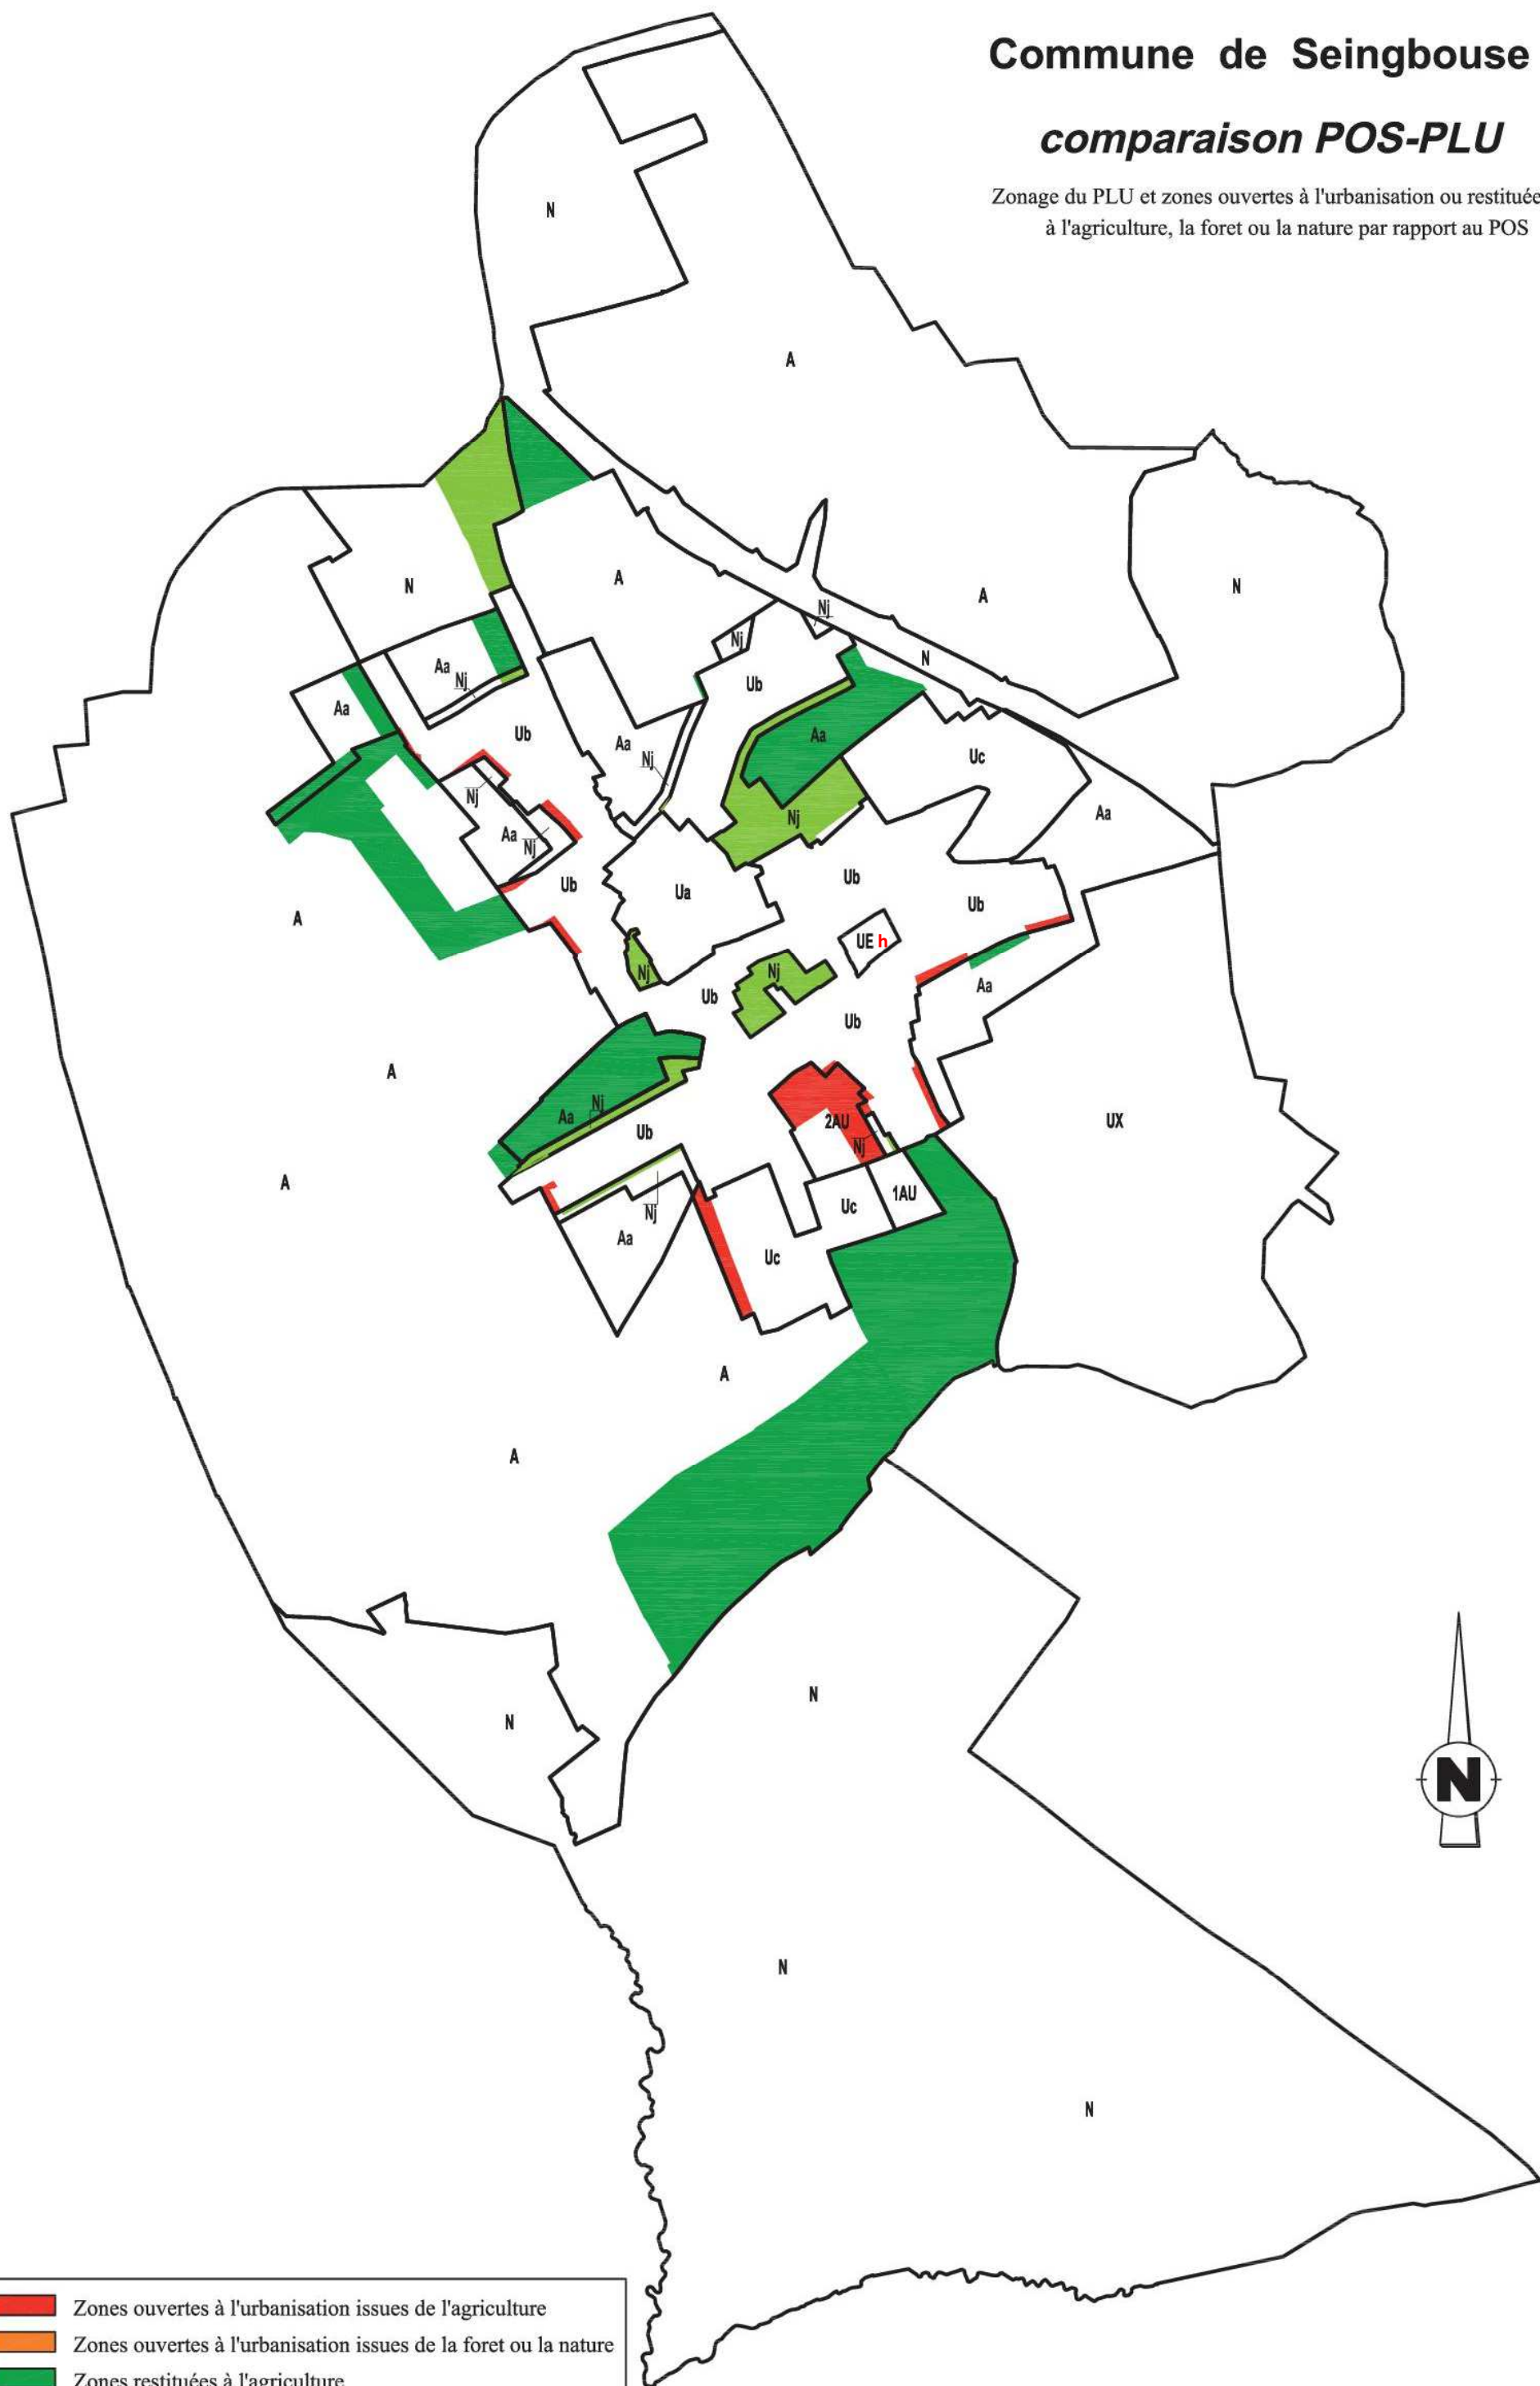 Commune de Seingbouse
comparaison POS-PLU
Zonage du PLU et zones ouvertes à l'urbanisation ou restituée
à l'agriculture, la foret ou la nature par rapport au POS
N
A
A
N
N
A
Nj
Nj
N
Aa
Nj
Ub
Aa
Ub
Aa
Aa
Nj
Uc
Nj
Aa
Nj
Aa
Nj
Ub
Ua
Ub
Ub
A
UE h
Nj
Nj
Aa
Ub
Ub
A
Aa
Nj
Ub
2AU
Nj
UX
A
1AU
Uc
Nj
Aa
Uc
A
A
N
N
N
N
N
Zones ouvertes à l'urbanisation issues de l'agriculture
Zones ouvertes à l'urbanisation issues de la foret ou la nature
Zones restituées à l'agriculture